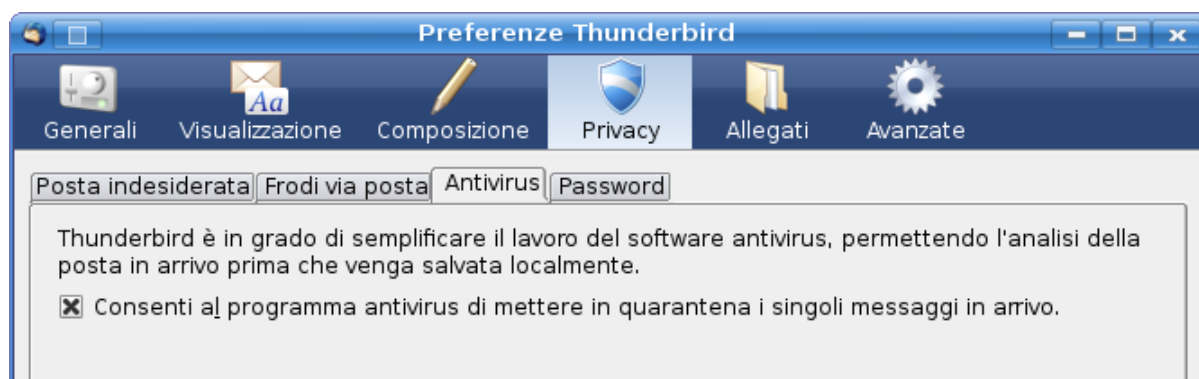 Preferenze Thunderbird
Aa
Generali Visualizzazione Composizione Privacy Allegati Avanzate
Posta indesiderata Frodi via posta Antivirus Password
Thunderbird è in grado di semplificare il lavoro del software antivirus, permettendo l'analisi della
posta in arrivo prima che venga salvata localmente.
Consenti al programma antivirus di mettere in quarantena i singoli messaggi in arrivo.